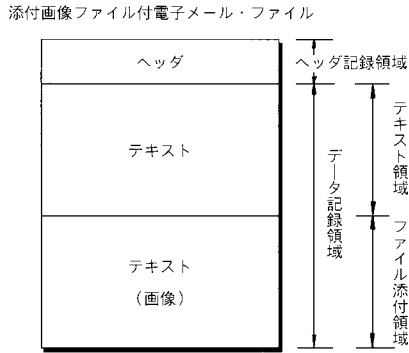 添付画像ファイル付電子メール・ファイル
ヘッダ
ヘッダ記録領域
テキスト
テキスト
（画像）
データ記録領域
テキスト領域
ファイル添付領域